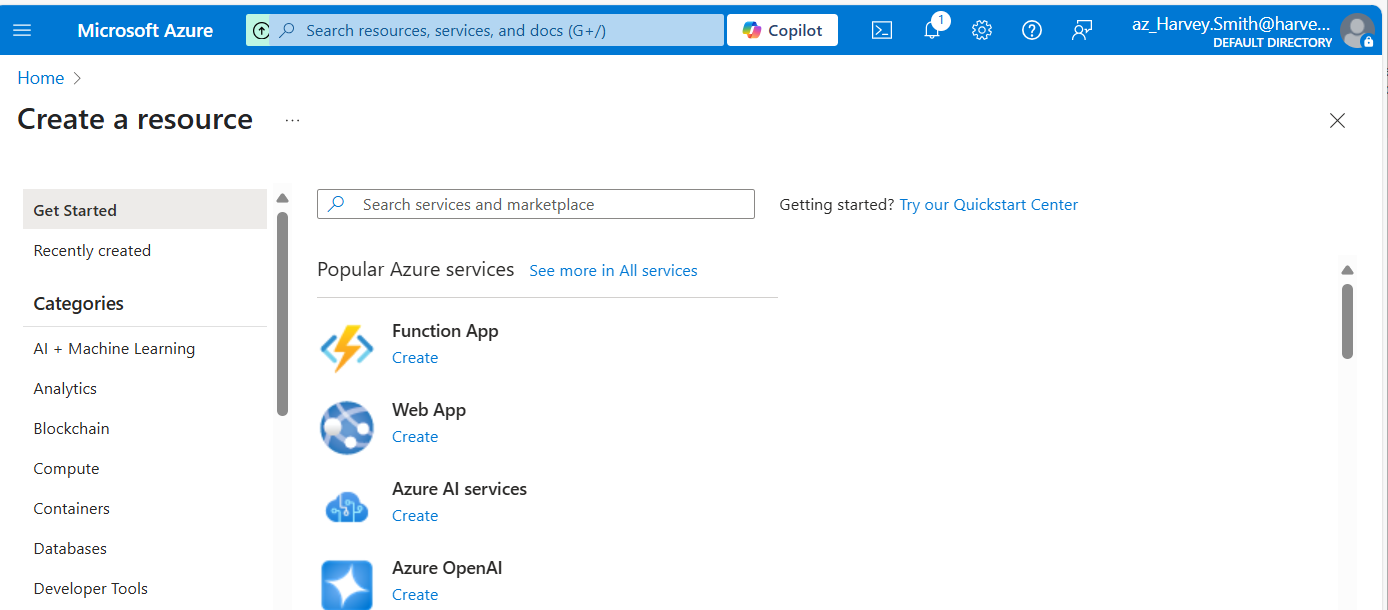 Microsoft Azure
Search resources, services, and docs (G+/)
Copilot
1
az_Harvey.Smith@harve...
DEFAULT DIRECTORY
Home
Create a resource
...
Get Started
Recently created
Categories
AI + Machine Learning
Analytics
Blockchain
Compute
Containers
Databases
Developer Tools
Search services and marketplace
Getting started? Try our Quickstart Center
Popular Azure services See more in All services
Function App
Create
Web App
Create
Azure AI services
Create
Azure OpenAI
Create